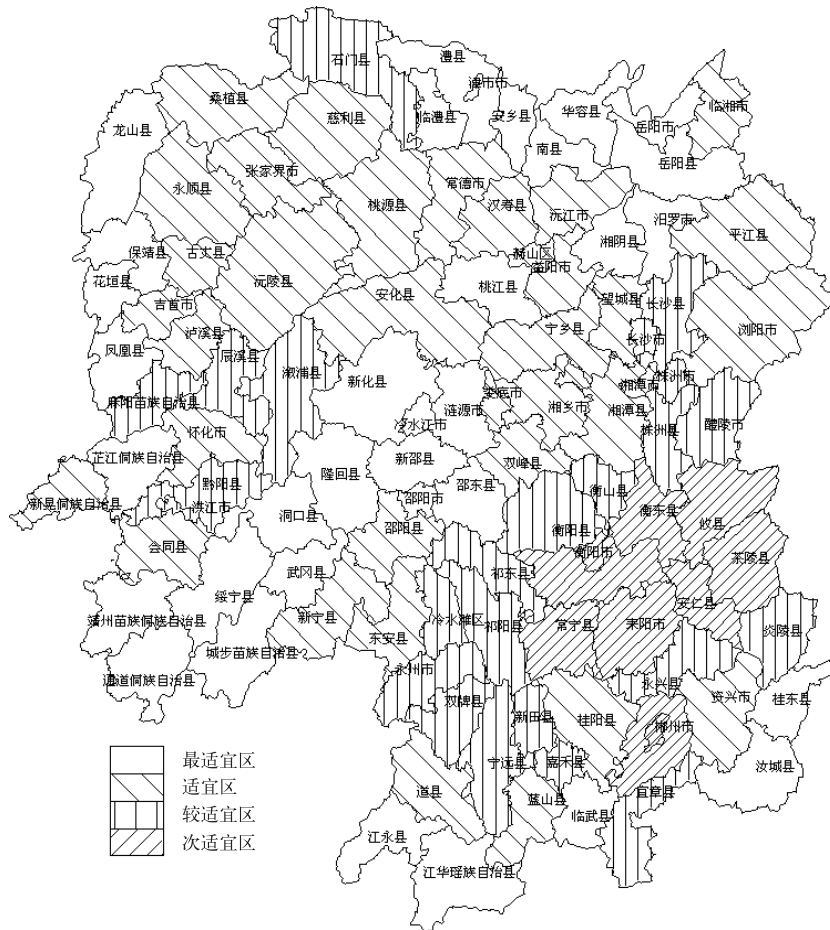 石门县
澧县
津市市
临澧县
安乡县
华容县
岳阳市
临湘市
南县
岳阳县
桑植县
慈利县
龙山县
张家界市
永顺县
桃源县
常德市
汉寿县
沅江市
湘阴县
汨罗市
平江县
保靖县
古丈县
花垣县
沅陵县
赫山区
益阳市
桃江县
安化县
望城县
长沙县
浏阳市
吉首市
泸溪县
宁乡县
长沙市
凤凰县
辰溪县
溆浦县
新化县
麻阳苗族自治县
涟源市
娄底市
湘乡市
湘潭市
湘潭县
株洲市
株洲县
醴陵市
冷水江市
怀化市
芷江侗族自治县
新邵县
双峰县
隆回县
黔阳县
洪江市
新晃侗族自治县
邵阳市
邵东县
衡山县
衡东县
攸县
洞口县
邵阳县
衡阳县
衡阳市
茶陵县
会同县
武冈县
祁东县
安仁县
绥宁县
靖州苗族侗族自治县
新宁县
冷水滩区
祁阳县
常宁县
耒阳市
炎陵县
东安县
城步苗族自治县
通道侗族自治县
永州市
双牌县
永兴县
资兴市
桂东县
新田县
桂阳县
郴州市
宁远县
嘉禾县
汝城县
道县
蓝山县
临武县
宜章县
江永县
江华瑶族自治县
最适宜区
适宜区
较适宜区
次适宜区